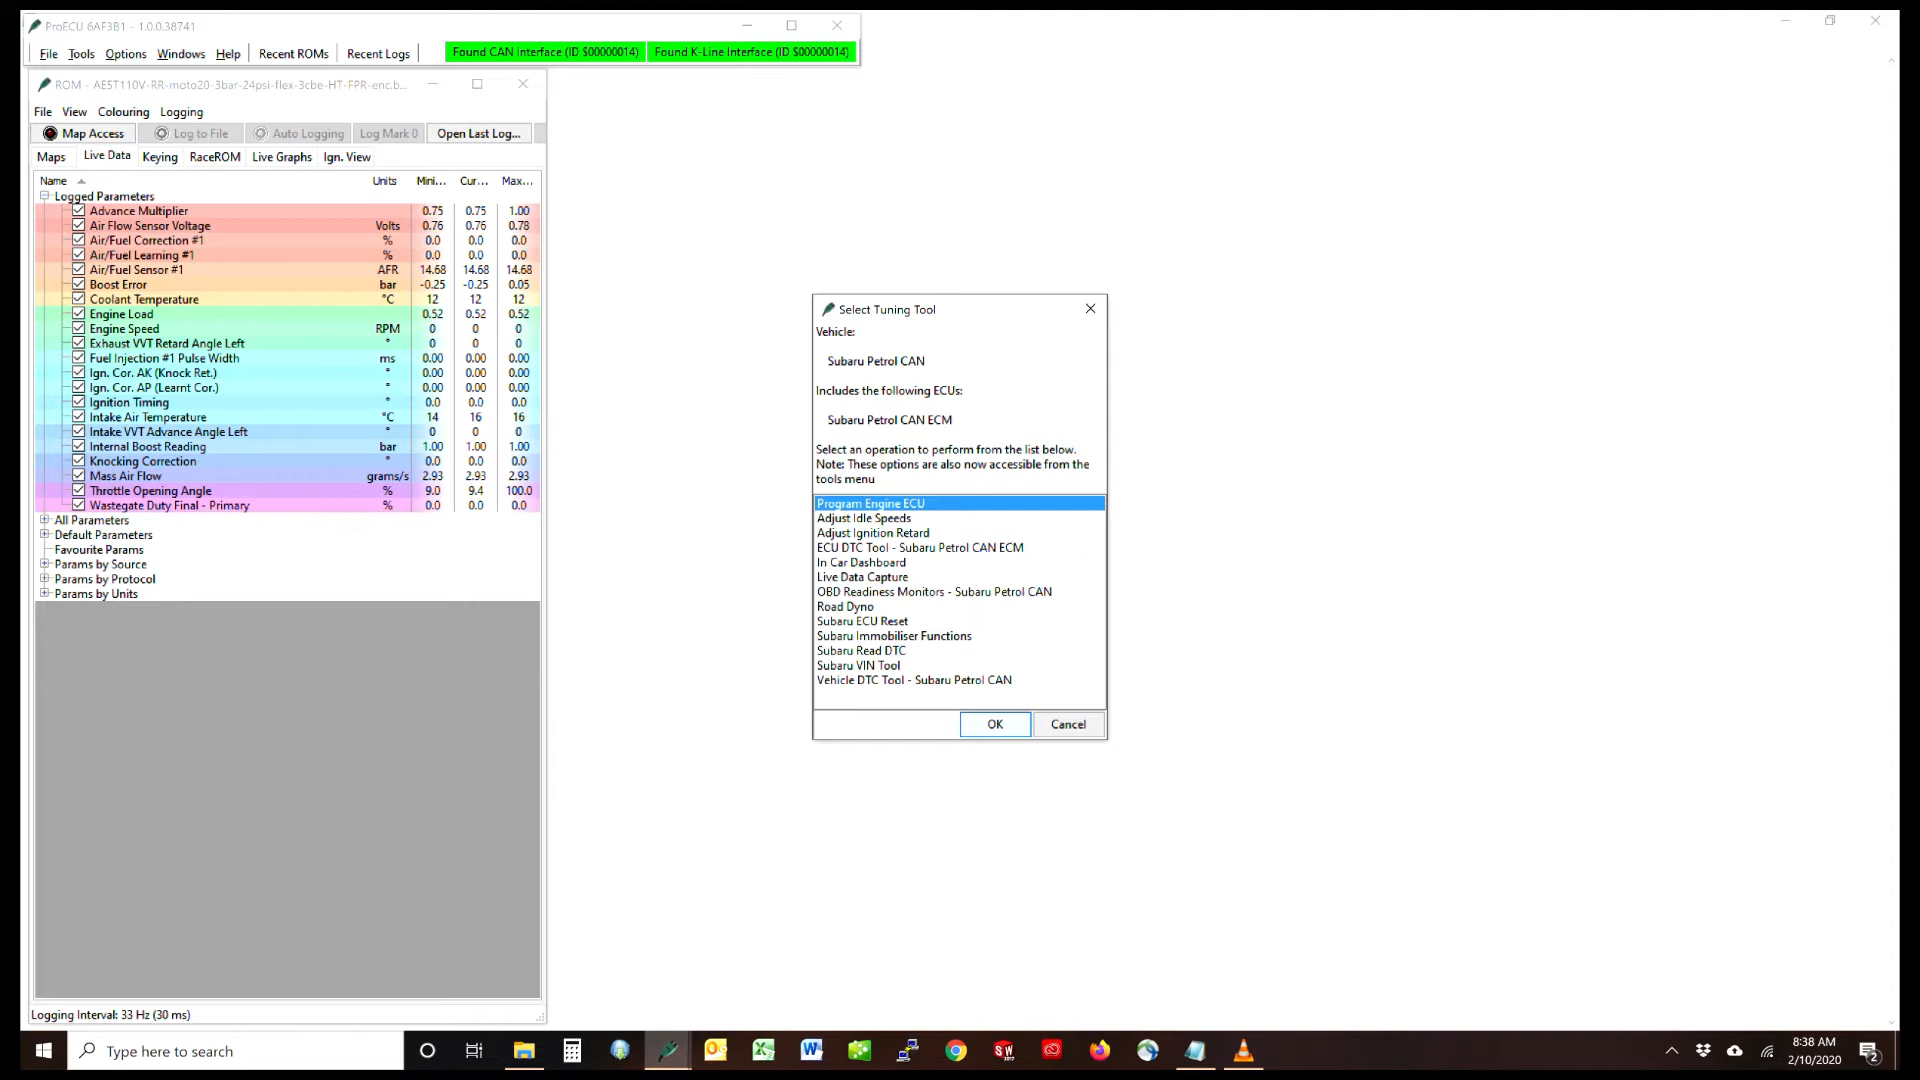 ProECU 6AF3B1 - 1.0.0.38741
File Tools Options Windows Help Recent ROMs Recent Logs Found CAN Interface (ID $00000014) Found K-Line Interface (ID $00000014)
ROM - AE5T110V-RR-moto20-3bar-24psi-flex-3cbe-HT-FPR-enc.b...
File View Colouring Logging
Map Access Log to File Auto Logging Log Mark 0 Open Last Log...
Maps Live Data Keying RaceROM Live Graphs Ign. View
Name Units Mini... Cur... Max...
Logged Parameters
Advance Multiplier 0.75 0.75 1.00
Air Flow Sensor Voltage Volts 0.76 0.76 0.78
Air/Fuel Correction #1 % 0.0 0.0 0.0
Air/Fuel Learning #1 % 0.0 0.0 0.0
Air/Fuel Sensor #1 AFR 14.68 14.68 14.68
Boost Error bar -0.25 -0.25 0.05
Coolant Temperature °C 12 12 12
Engine Load 0.52 0.52 0.52
Engine Speed RPM 0 0 0
Exhaust VVT Retard Angle Left ° 0 0 0
Fuel Injection #1 Pulse Width ms 0.00 0.00 0.00
Ign. Cor. AK (Knock Ret.) ° 0.00 0.00 0.00
Ign. Cor. AP (Learnt Cor.) ° 0.00 0.00 0.00
Ignition Timing ° 0.0 0.0 0.0
Intake Air Temperature °C 14 16 16
Intake VVT Advance Angle Left ° 0 0 0
Internal Boost Reading bar 1.00 1.00 1.00
Knocking Correction ° 0.0 0.0 0.0
Mass Air Flow grams/s 2.93 2.93 2.93
Throttle Opening Angle % 9.0 9.4 100.0
Wastegate Duty Final - Primary % 0.0 0.0 0.0
All Parameters
Default Parameters
Favourite Params
Params by Source
Params by Protocol
Params by Units
Logging Interval: 33 Hz (30 ms)
Select Tuning Tool
Vehicle:
Subaru Petrol CAN
Includes the following ECUs:
Subaru Petrol CAN ECM
Select an operation to perform from the list below.
Note: These options are also now accessible from the
tools menu
Program Engine ECU
Adjust Idle Speeds
Adjust Ignition Retard
ECU DTC Tool - Subaru Petrol CAN ECM
In Car Dashboard
Live Data Capture
OBD Readiness Monitors - Subaru Petrol CAN
Road Dyno
Subaru ECU Reset
Subaru Immobiliser Functions
Subaru Read DTC
Subaru VIN Tool
Vehicle DTC Tool - Subaru Petrol CAN
OK Cancel
Type here to search
8:38 AM
2/10/2020
2